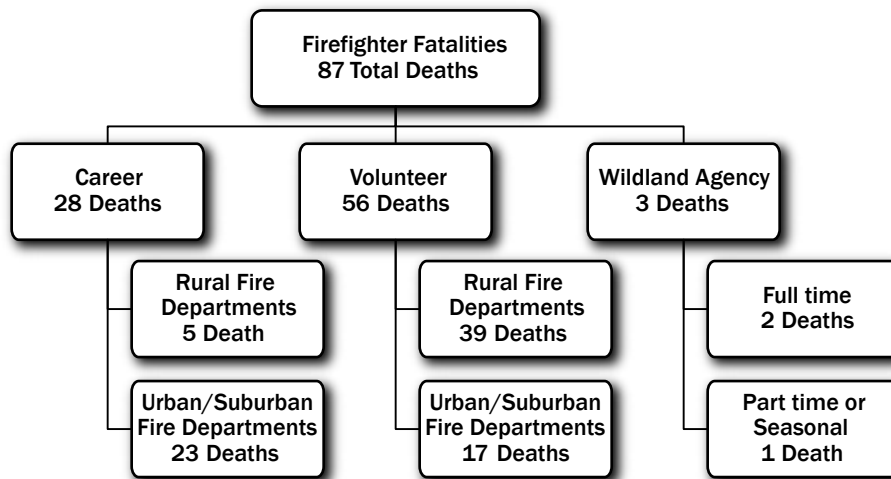 Firefighter Fatalities
87 Total Deaths
Career
28 Deaths
Volunteer
56 Deaths
Wildland Agency
3 Deaths
Rural Fire
Departments
5 Death
Rural Fire
Departments
39 Deaths
Full time
2 Deaths
Urban/Suburban
Fire Departments
23 Deaths
Urban/Suburban
Fire Departments
17 Deaths
Part time or
Seasonal
1 Death